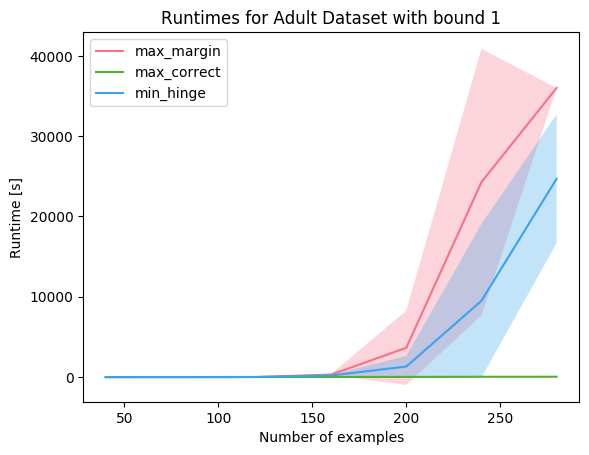 Runtimes for Adult Dataset with bound 1
max_margin
max_correct
min_hinge
40000
30000
20000
10000
0
Runtime [s]
50
100
150
200
250
Number of examples